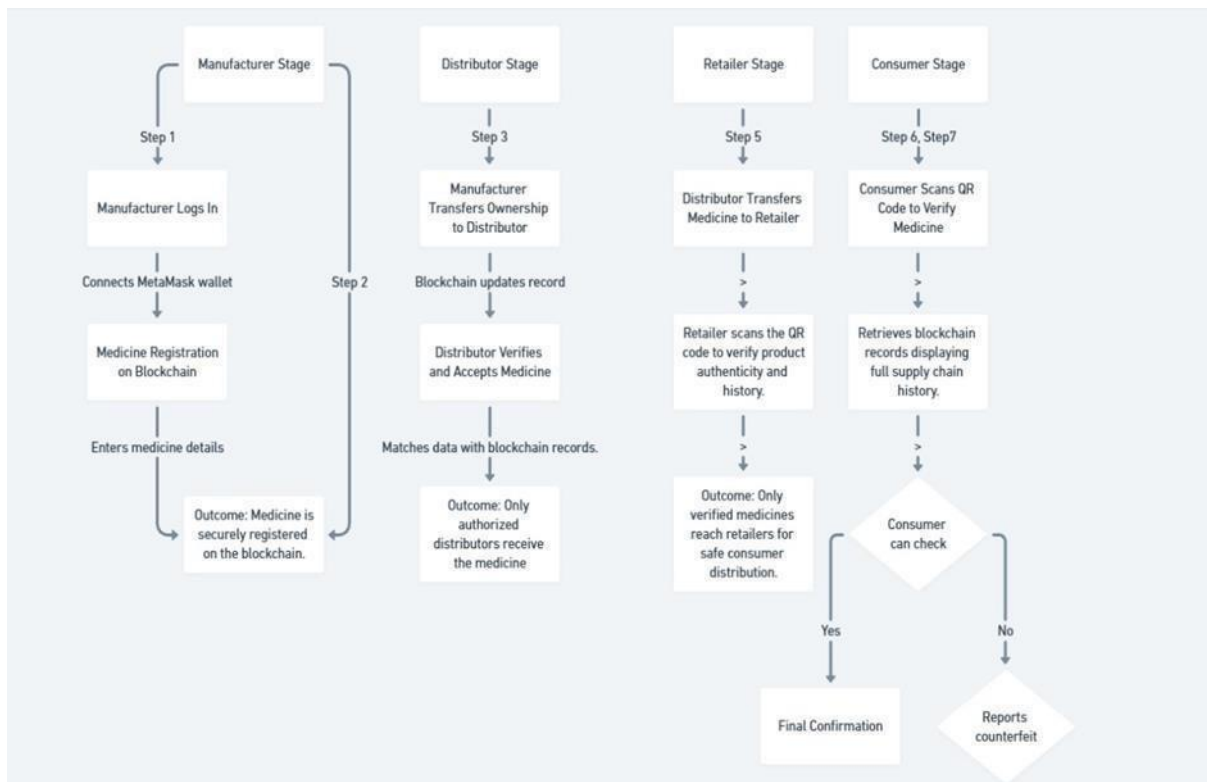 Manufacturer Stage
Distributor Stage
Retailer Stage
Consumer Stage
Step 1
Step 3
Step 5
Step 6, Step7
Manufacturer Logs In
Manufacturer
Transfers Ownership
to Distributor
Distributor Transfers
Medicine to Retailer
Consumer Scans QR
Code to Verify
Medicine
Connects MetaMask wallet
Step 2
Blockchain updates record
>
>
Medicine Registration
on Blockchain
Distributor Verifies
and Accepts Medicine
Retailer scans the QR
code to verify product
authenticity and
history.
Retrieves blockchain
records displaying
full supply chain
history.
Enters medicine details
Matches data with blockchain records.
>
>
Outcome: Medicine is
securely registered
on the blockchain.
Outcome: Only
authorized
distributors receive
the medicine
Outcome: Only
verified medicines
reach retailers for
safe consumer
distribution.
Consumer
can check
Yes
No
Final Confirmation
Reports
counterfeit